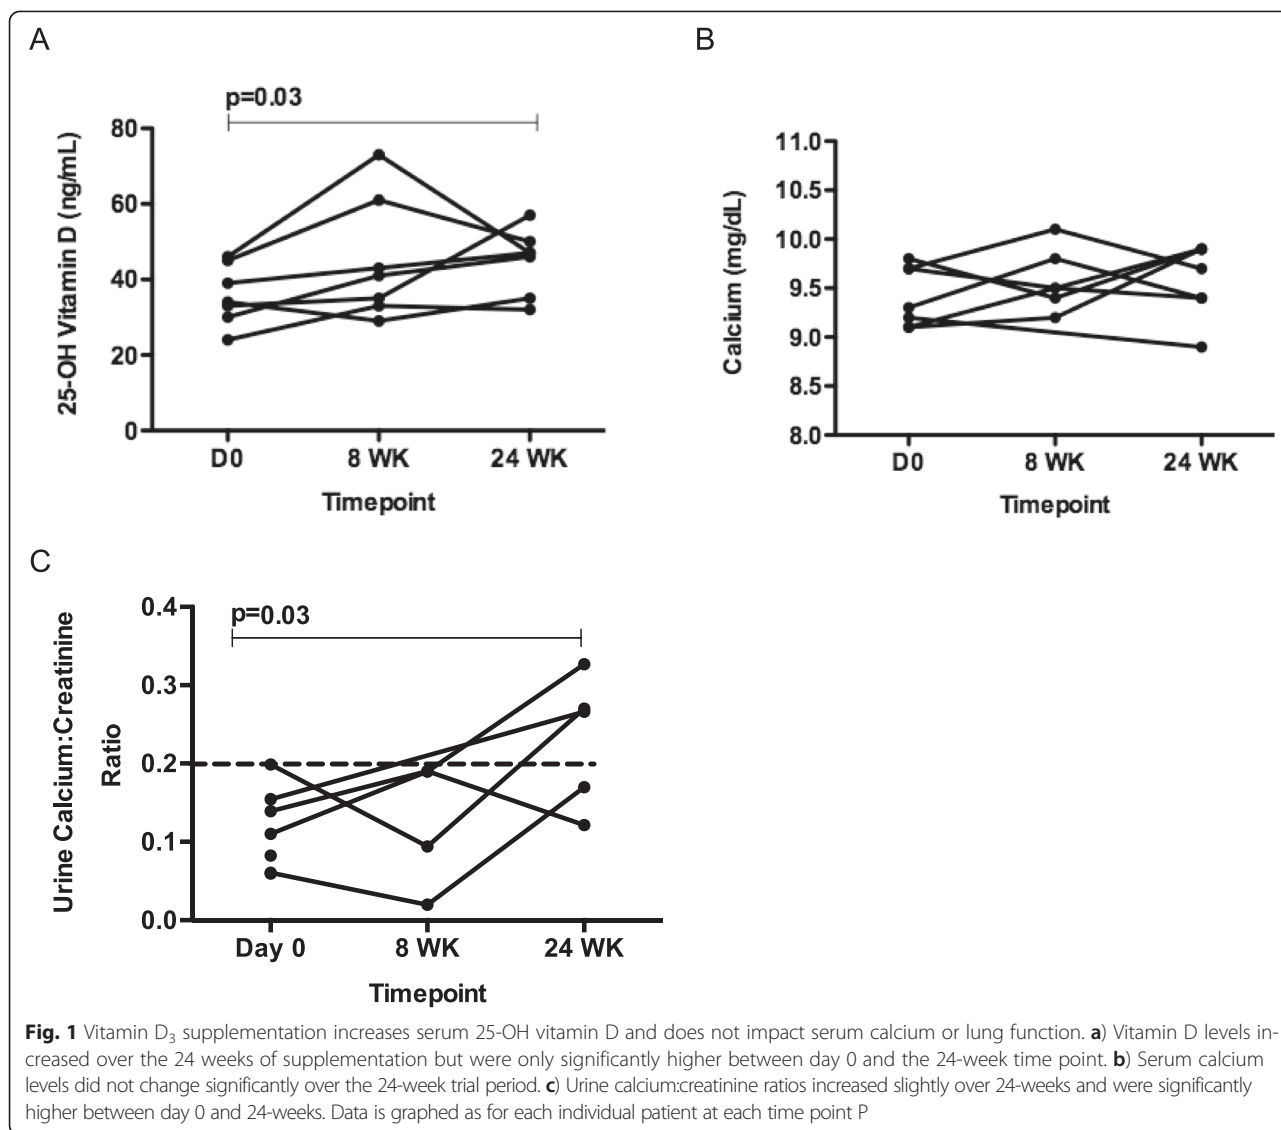 A
p=0.03
80
60
40
20
0
25-OH Vitamin D (ng/mL)
D0 8 WK 24 WK
Timepoint
B
11.0
10.5
10.0
9.5
9.0
8.5
8.0
Calcium (mg/dL)
D0 8 WK 24 WK
Timepoint
C
p=0.03
0.4
0.3
0.2
0.1
0.0
Urine Calcium:Creatinine
Ratio
Day 0 8 WK 24 WK
Timepoint
Fig. 1 Vitamin D₃ supplementation increases serum 25-OH vitamin D and does not impact serum calcium or lung function. a) Vitamin D levels in-
creased over the 24 weeks of supplementation but were only significantly higher between day 0 and the 24-week time point. b) Serum calcium
levels did not change significantly over the 24-week trial period. c) Urine calcium:creatinine ratios increased slightly over 24-weeks and were significantly
higher between day 0 and 24-weeks. Data is graphed as for each individual patient at each time point P